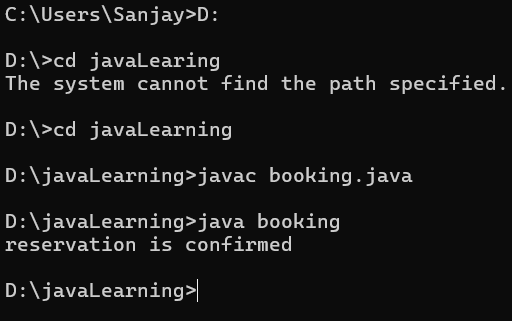 C:\Users\Sanjay>D:
D:\>cd javaLearing
The system cannot find the path specified.
D:\>cd javaLearning
D:\javaLearning>javac booking.java
D:\javaLearning>java booking
reservation is confirmed
D:\javaLearning>